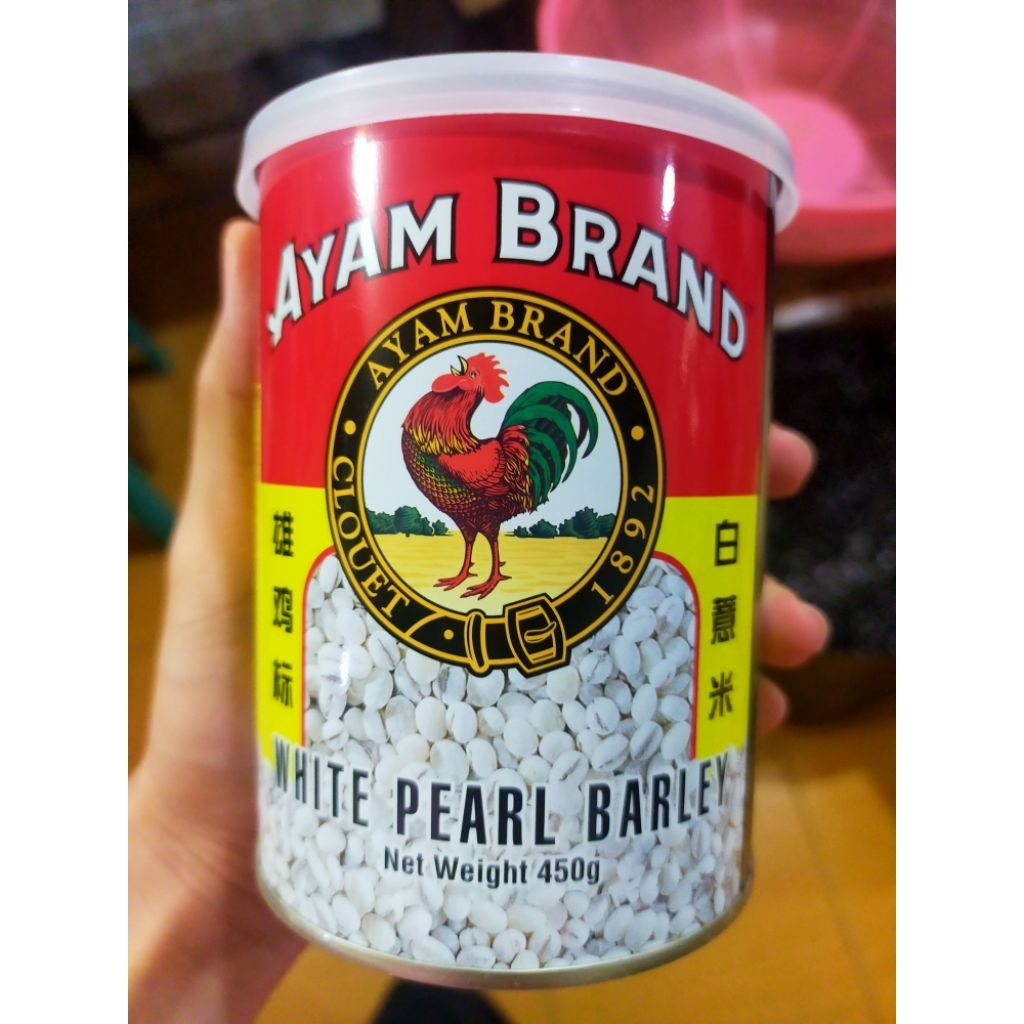 AYAM BRAND
AYAM BRAND
CLOUET
1892
雄鸡标
白薏米
WHITE PEARL BARLEY
Net Weight 450g